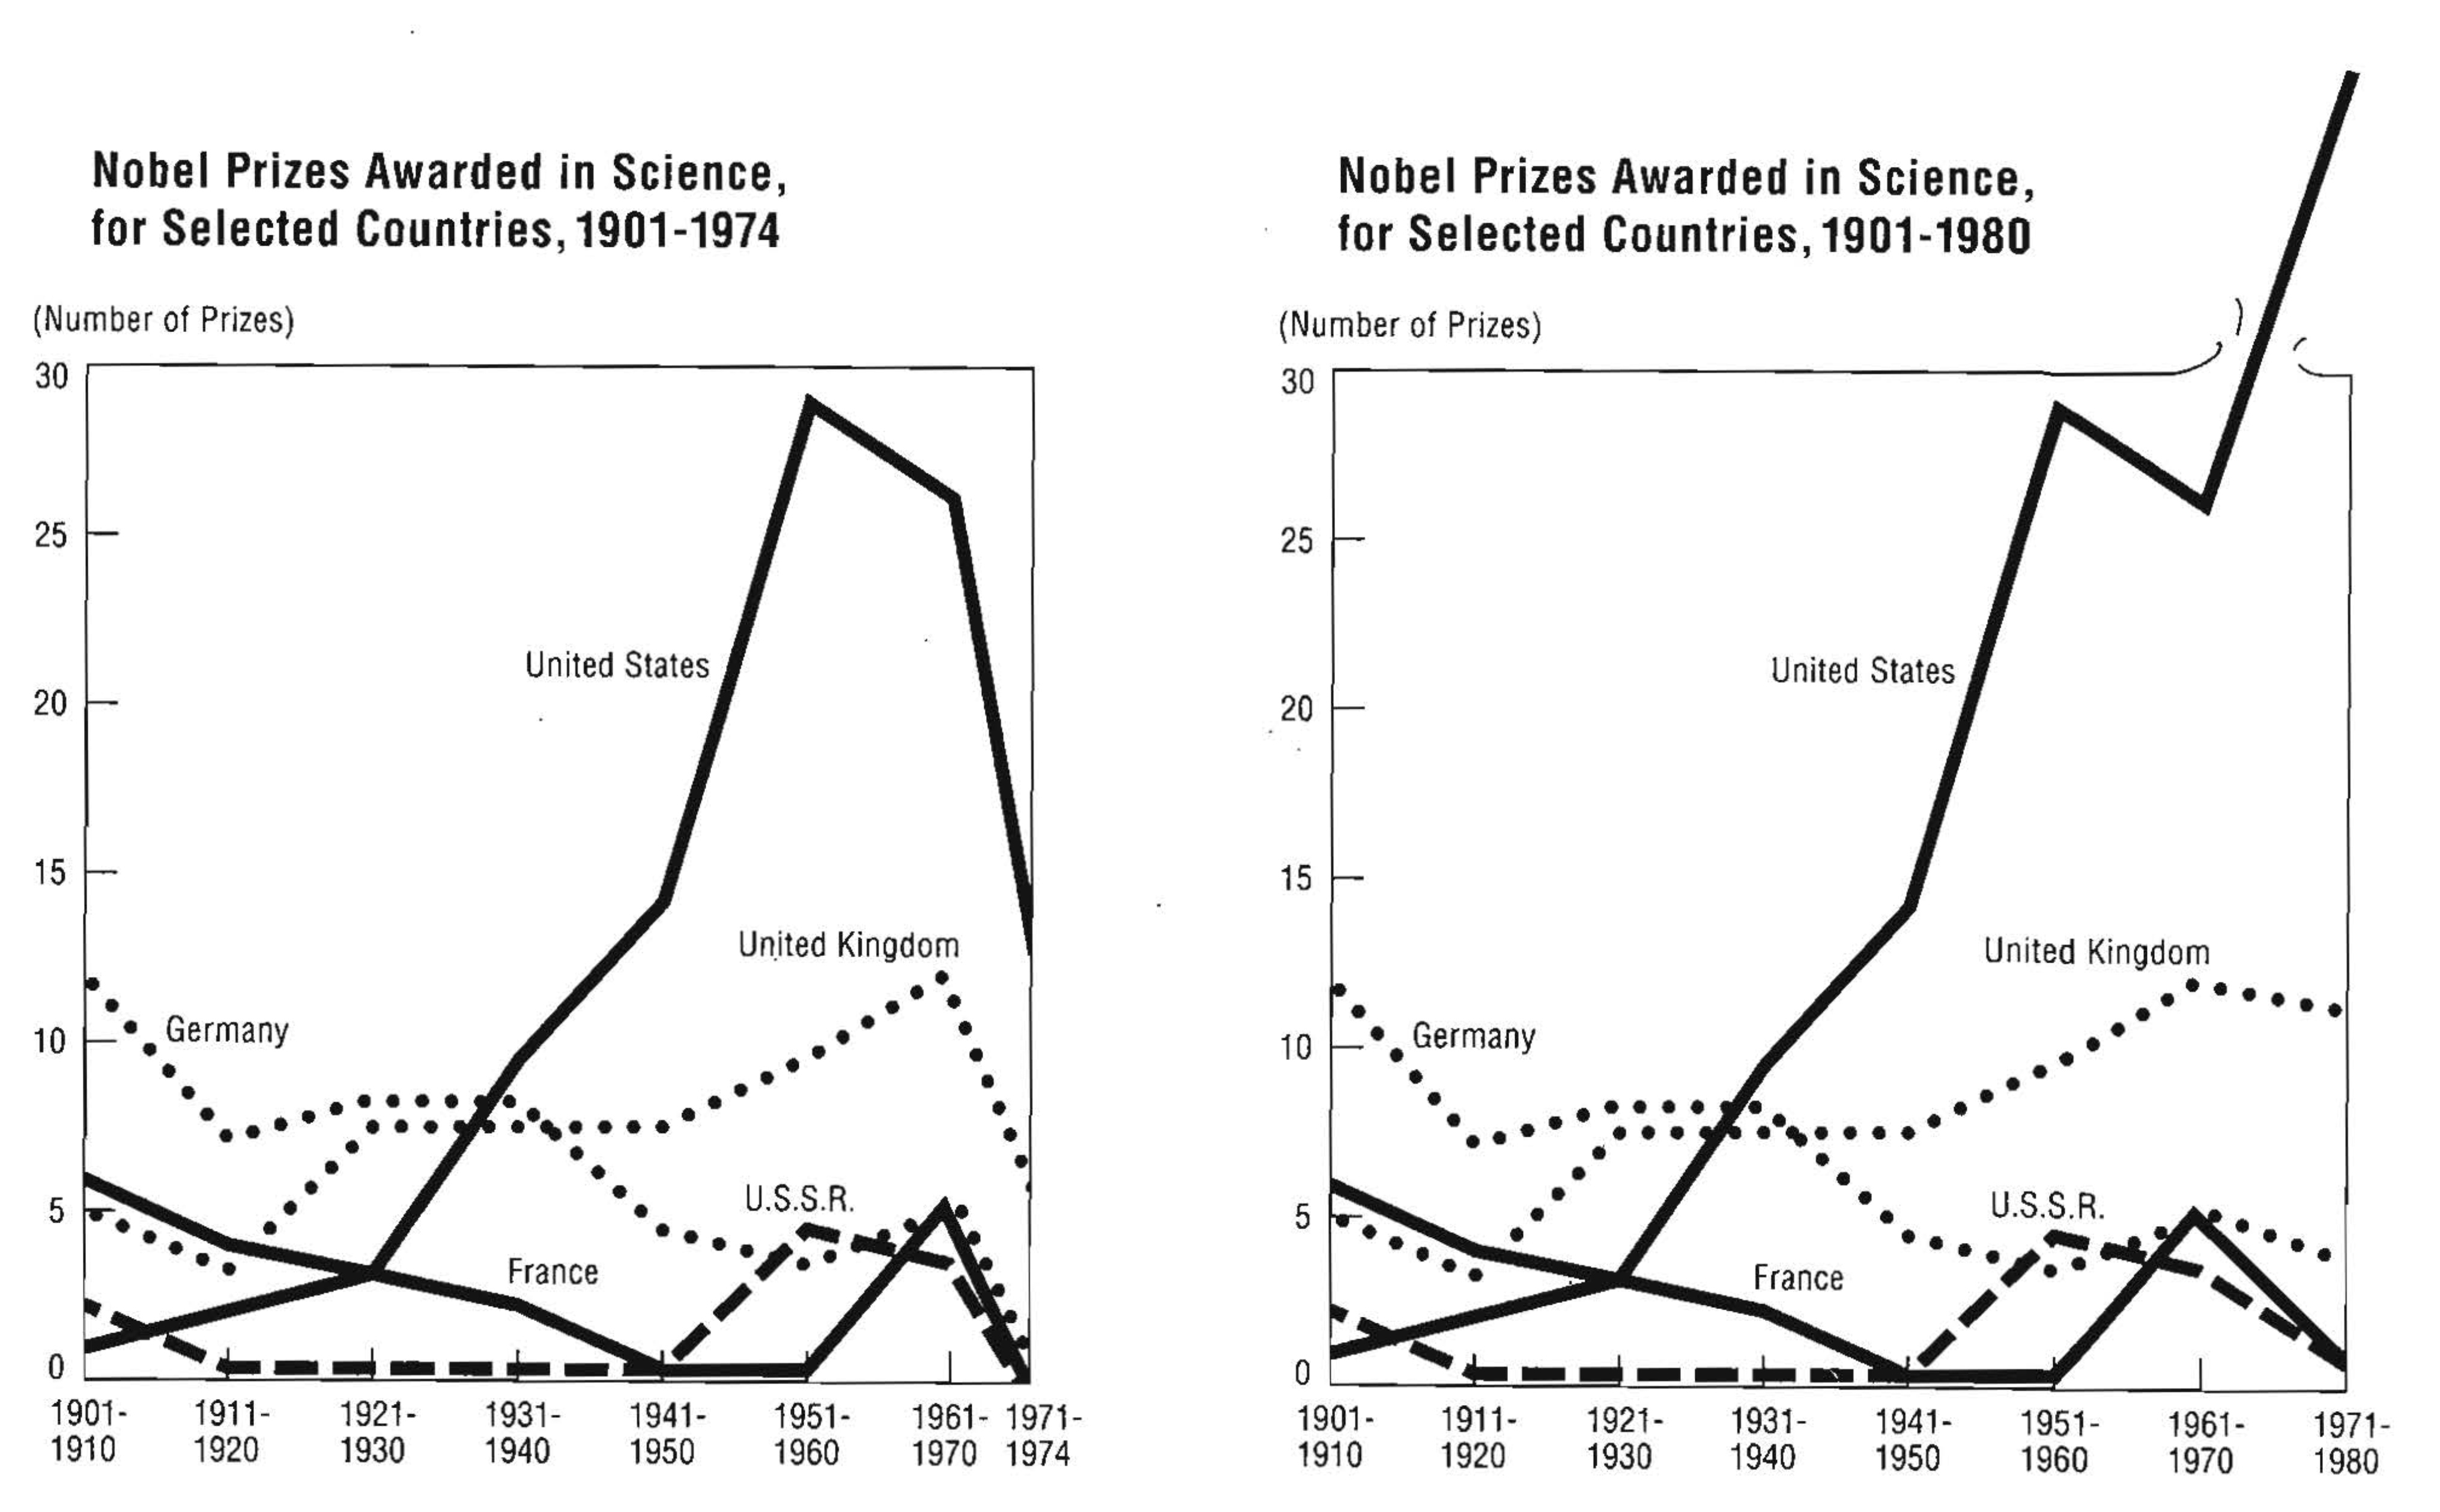 Nobel Prizes Awarded in Science,
for Selected Countries, 1901-1974
(Number of Prizes)
30
25
20
15
10
5
0
United States
United Kingdom
Germany
U.S.S.R.
France
1901-
1910
1911-
1920
1921-
1930
1931-
1940
1941-
1950
1951-
1960
1961-
1970
1971-
1974
Nobel Prizes Awarded in Science,
for Selected Countries, 1901-1980
(Number of Prizes)
30
25
20
15
10
5
0
United States
United Kingdom
Germany
U.S.S.R.
France
1901-
1910
1911-
1920
1921-
1930
1931-
1940
1941-
1950
1951-
1960
1961-
1970
1971-
1980